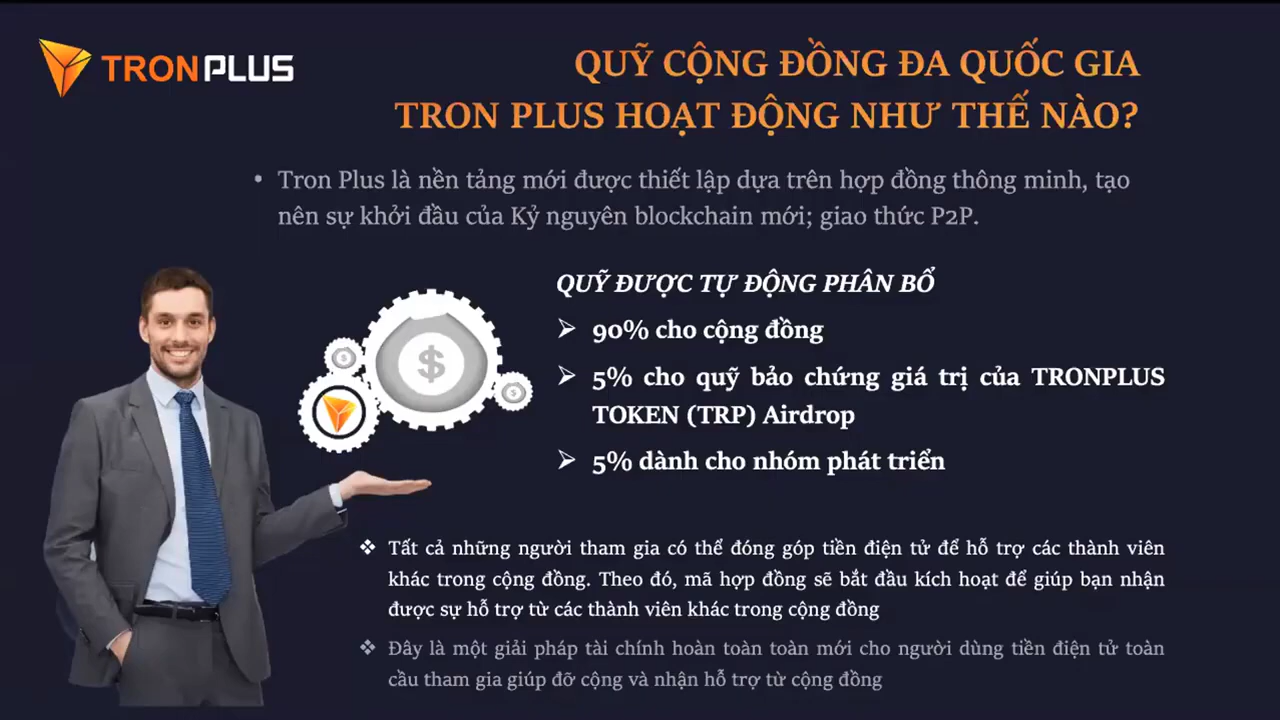 TRONPLUS
QUỸ CỘNG ĐỒNG ĐA QUỐC GIA
TRON PLUS HOẠT ĐỘNG NHƯ THẾ NÀO?
• Tron Plus là nền tảng mới được thiết lập dựa trên hợp đồng thông minh, tạo
nên sự khởi đầu của Kỷ nguyên blockchain mới; giao thức P2P.
QUỸ ĐƯỢC TỰ ĐỘNG PHÂN BỔ
➢ 90% cho cộng đồng
➢ 5% cho quỹ bảo chứng giá trị của TRONPLUS
TOKEN (TRP) Airdrop
➢ 5% dành cho nhóm phát triển
❖ Tất cả những người tham gia có thể đóng góp tiền điện tử để hỗ trợ các thành viên
khác trong cộng đồng. Theo đó, mã hợp đồng sẽ bắt đầu kích hoạt để giúp bạn nhận
được sự hỗ trợ từ các thành viên khác trong cộng đồng
❖ Đây là một giải pháp tài chính hoàn toàn toàn mới cho người dùng tiền điện tử toàn
cầu tham gia giúp đỡ cộng và nhận hỗ trợ từ cộng đồng